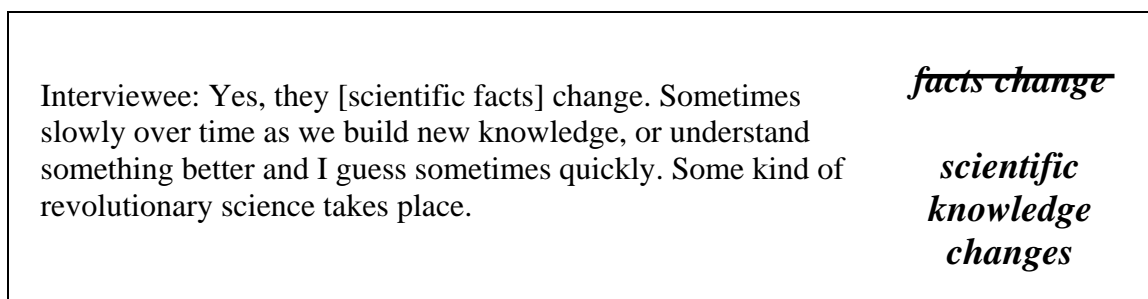 Interviewee: Yes, they [scientific facts] change. Sometimes
slowly over time as we build new knowledge, or understand
something better and I guess sometimes quickly. Some kind of
revolutionary science takes place.
facts change
scientific
knowledge
changes